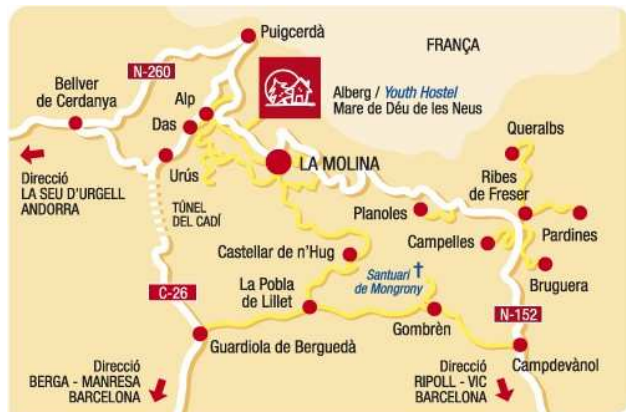 Puigcerdà
FRANÇA
N-260
Bellver
de Cerdanya
Alp
Alberg / Youth Hostel
Mare de Déu de les Neus
Das
Queralbs
Urús
LA MOLINA
Ribes
de Freser
Direcció
LA SEU D'URGELL
ANDORRA
TÚNEL
DEL CADÍ
Planoles
Pardines
Campelles
Castellar de n'Hug
Santuari
de Mongrony
Bruguera
La Pobla
de Lillet
C-26
N-152
Gombrèn
Guardiola de Berguedà
Campdevànol
Direcció
BERGA - MANRESA
BARCELONA
Direcció
RIPOLL - VIC
BARCELONA